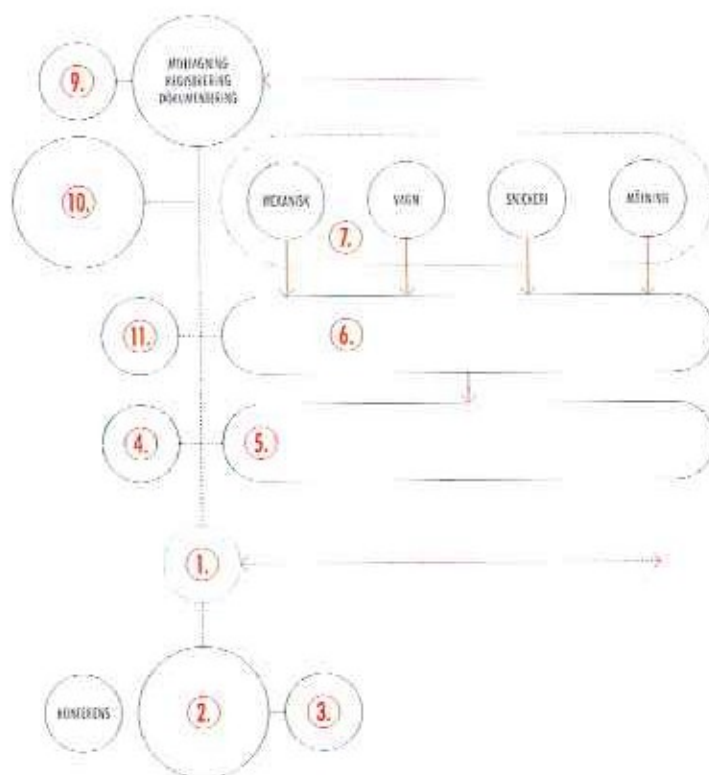 MOTTAGNING
REGISTRERING
DOKUMENTERING
9.
10.
MEKANISK
VAGN
SNICKERI
MÅLNING
7.
11.
6.
4.
5.
1.
KONFERENS
2.
3.